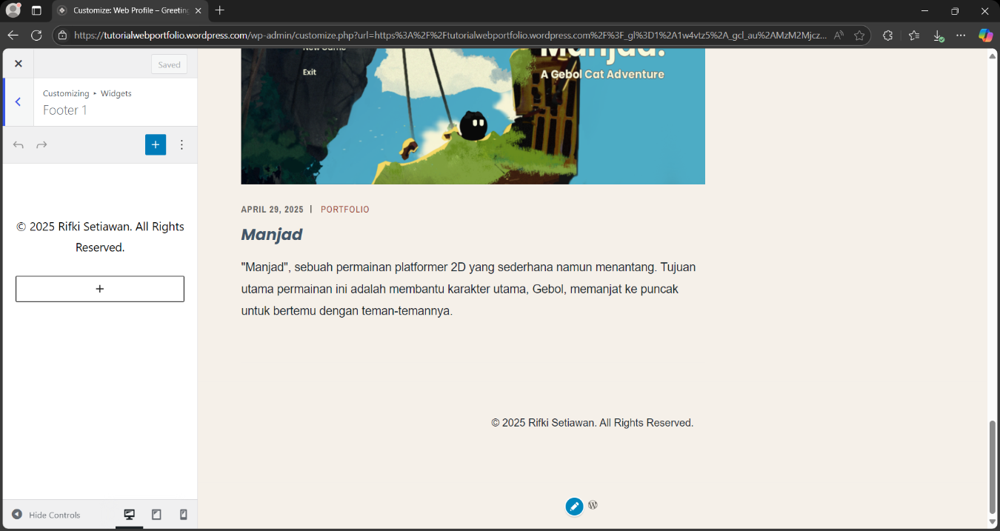 Customize: Web Profile – Greeting
https://tutorialwebportfolio.wordpress.com/wp-admin/customize.php?url=https%3A%2F%2Ftutorialwebportfolio.wordpress.com%2F%3F_gl%3D1%2A1w4vtz5%2A_gcl_au%2AMzM2Mjcz...
Saved
Customizing ▸ Widgets
Footer 1
© 2025 Rifki Setiawan. All Rights
Reserved.
Hide Controls
New Game
Exit
Manjad.
A Gebol Cat Adventure
APRIL 29, 2025 | PORTFOLIO
Manjad
"Manjad", sebuah permainan platformer 2D yang sederhana namun menantang. Tujuan
utama permainan ini adalah membantu karakter utama, Gebol, memanjat ke puncak
untuk bertemu dengan teman-temannya.
© 2025 Rifki Setiawan. All Rights Reserved.